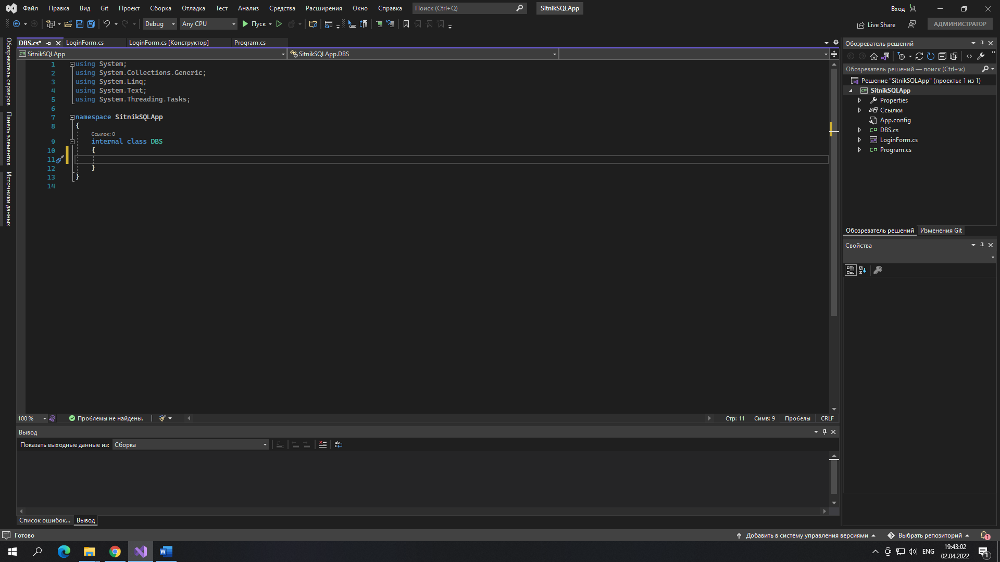 Файл Правка Вид Git Проект Сборка Отладка Тест Анализ Средства Расширения Окно Справка Поиск (Ctrl+Q) SitnikSQLApp Вход
Debug Any CPU Пуск Live Share АДМИНИСТРАТОР
Обозреватель серверов
Панель элементов
Источники данных
DBS.cs* LoginForm.cs LoginForm.cs [Конструктор] Program.cs
C# SitnikSQLApp SitnikSQLApp.DBS
1 using System;
2 using System.Collections.Generic;
3 using System.Linq;
4 using System.Text;
5 using System.Threading.Tasks;
6
7 namespace SitnikSQLApp
8 {
Ссылок: 0
9 internal class DBS
10 {
11
12 }
13 }
14
100 % Проблемы не найдены. Стр: 11 Симв: 9 Пробелы CRLF
Вывод
Показать выходные данные из: Сборка
Список ошибок... Вывод
Обозреватель решений
Обозреватель решений — поиск (Ctrl+ж)
Решение "SitnikSQLApp" (проекты: 1 из 1)
C# SitnikSQLApp
Properties
Ссылки
App.config
C# DBS.cs
LoginForm.cs
C# Program.cs
Обозреватель решений Изменения Git
Свойства
Готово Добавить в систему управления версиями Выбрать репозиторий 1
ENG 19:43:02
02.04.2022 1